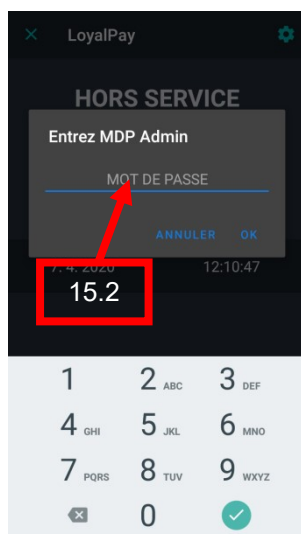 LoyalPay
HORS SERVICE
Entrez MDP Admin
MOT DE PASSE
ANNULER OK
7. 4. 2020 12:10:47
15.2
1 2 ABC 3 DEF
4 GHI 5 JKL 6 MNO
7 PQRS 8 TUV 9 WXYZ
0